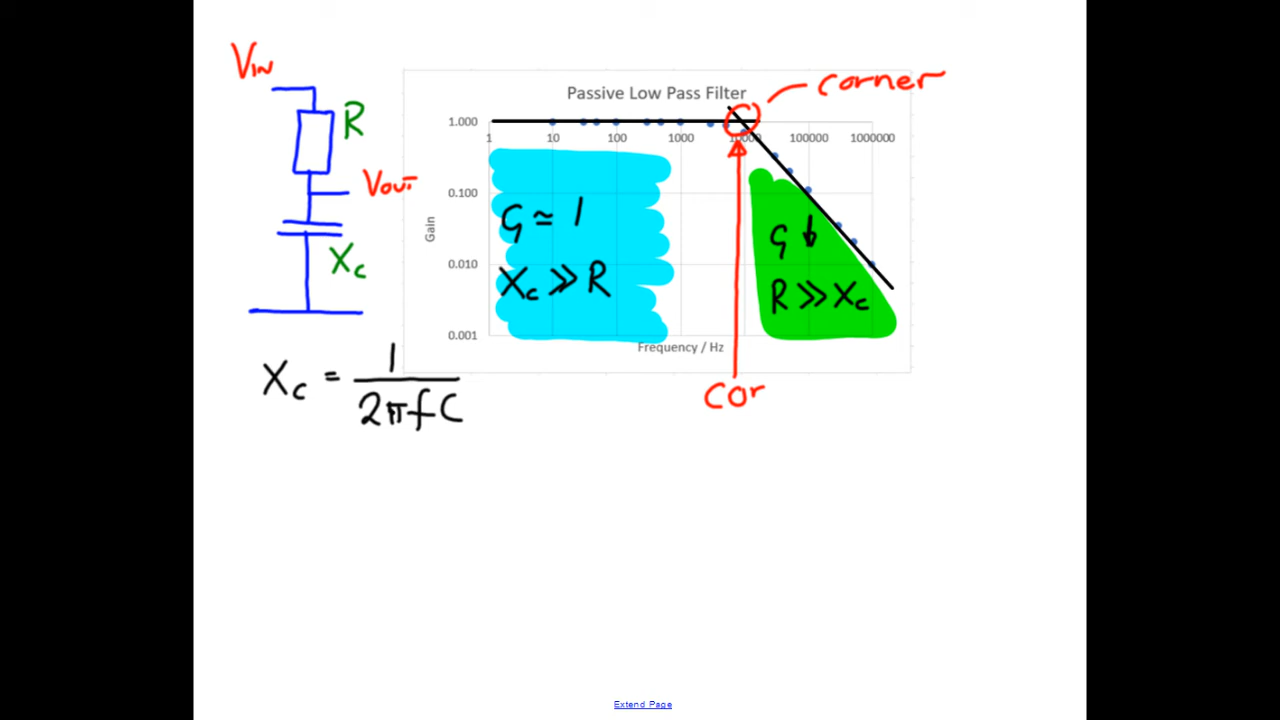 VIN
R
VOUT
XC
XC = 1 / 2πfC
Passive Low Pass Filter
corner
1.000
1 10 100 1000 10000 100000 1000000
0.100
0.010
0.001
Gain
G ≃ 1
XC ≫ R
G ↓
R ≫ XC
Frequency / Hz
cor
Extend Page